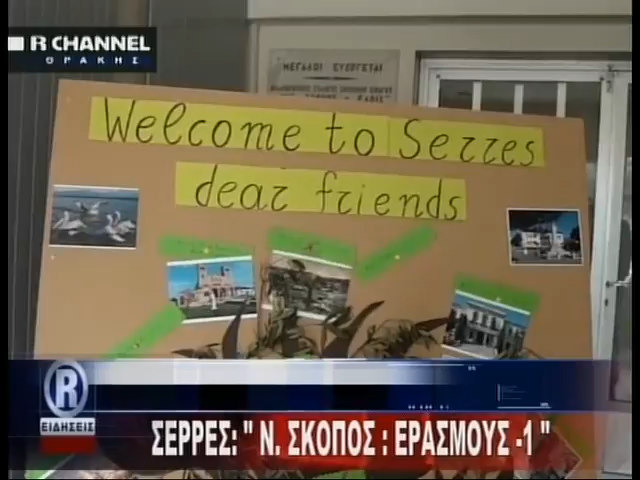 R CHANNEL
ΘΡΑΚΗΣ
ΜΕΓΑΛΟΙ ΕΥΕΡΓΕΤΑΙ
Welcome to Serres
dear friends
R
ΕΙΔΗΣΕΙΣ
ΣΕΡΡΕΣ: " Ν. ΣΚΟΠΟΣ : ΕΡΑΣΜΟΥΣ -1 "